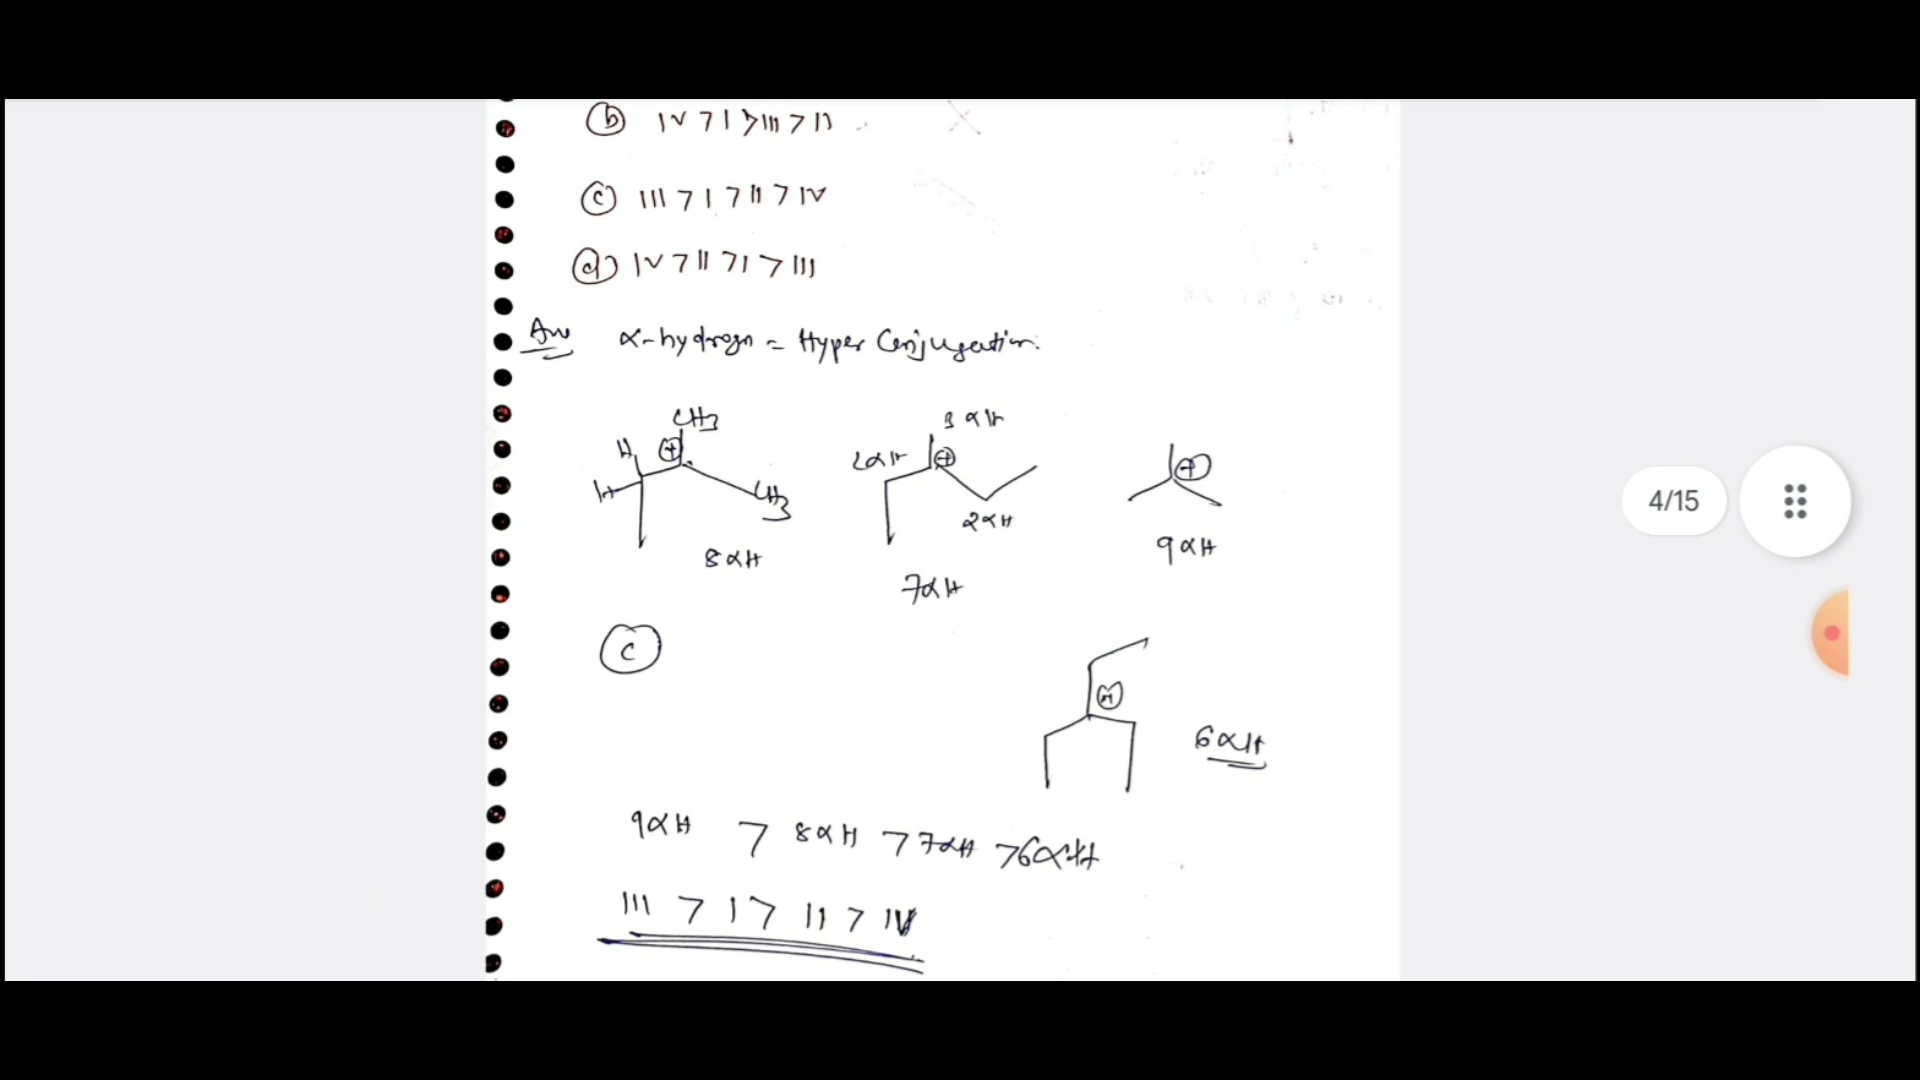 (b) IV > I > III > II
(c) III > I > II > IV
(d) IV > II > I > III
Ans α-hydrogn = Hyper Conjugation.
CH3
H
⊕
H
CH3
8αH
3αH
2αH
⊕
2αH
7αH
⊕
9αH
(c)
⊕
6αH
9αH > 8αH > 7αH > 6αH
III > I > II > IV
4/15